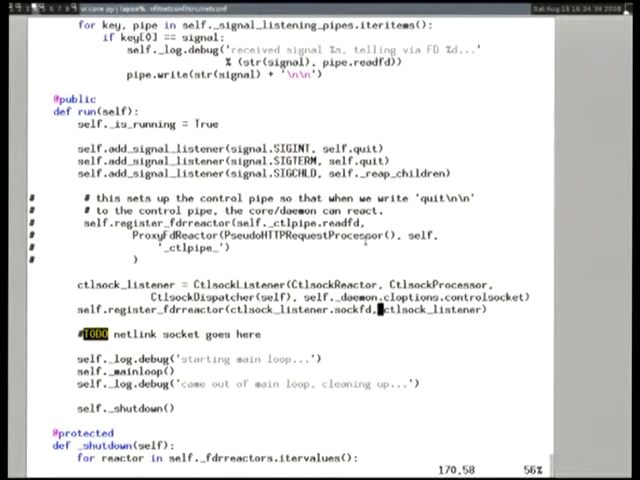 for key, pipe in self._signal_listening_pipes.iteritems():
if key[0] == signal:
self._log.debug('received signal %s, telling via FD %d...'
% (str(signal), pipe.readfd))
pipe.write(str(signal) + '\n\n')
@public
def run(self):
self._is_running = True
self.add_signal_listener(signal.SIGINT, self.quit)
self.add_signal_listener(signal.SIGTERM, self.quit)
self.add_signal_listener(signal.SIGCHLD, self._reap_children)
# # this sets up the control pipe so that when we write 'quit\n\n'
# # to the control pipe, the core/daemon can react.
# self.register_fdrreactor(self._ctlpipe.readfd,
# ProxyFdReactor(PseudoHTTPRequestProcessor(), self,
# '_ctlpipe_')
# )
ctlsock_listener = CtlsockListener(CtlsockReactor, CtlsockProcessor,
CtlsockDispatcher(self), self._daemon.cloptions.controlsocket)
self.register_fdrreactor(ctlsock_listener.sockfd, ctlsock_listener)
#TODO netlink socket goes here
self._log.debug('starting main loop...')
self._mainloop()
self._log.debug('came out of main loop, cleaning up...')
self._shutdown()
@protected
def _shutdown(self):
for reactor in self._fdrreactors.itervalues():
170,58 56%